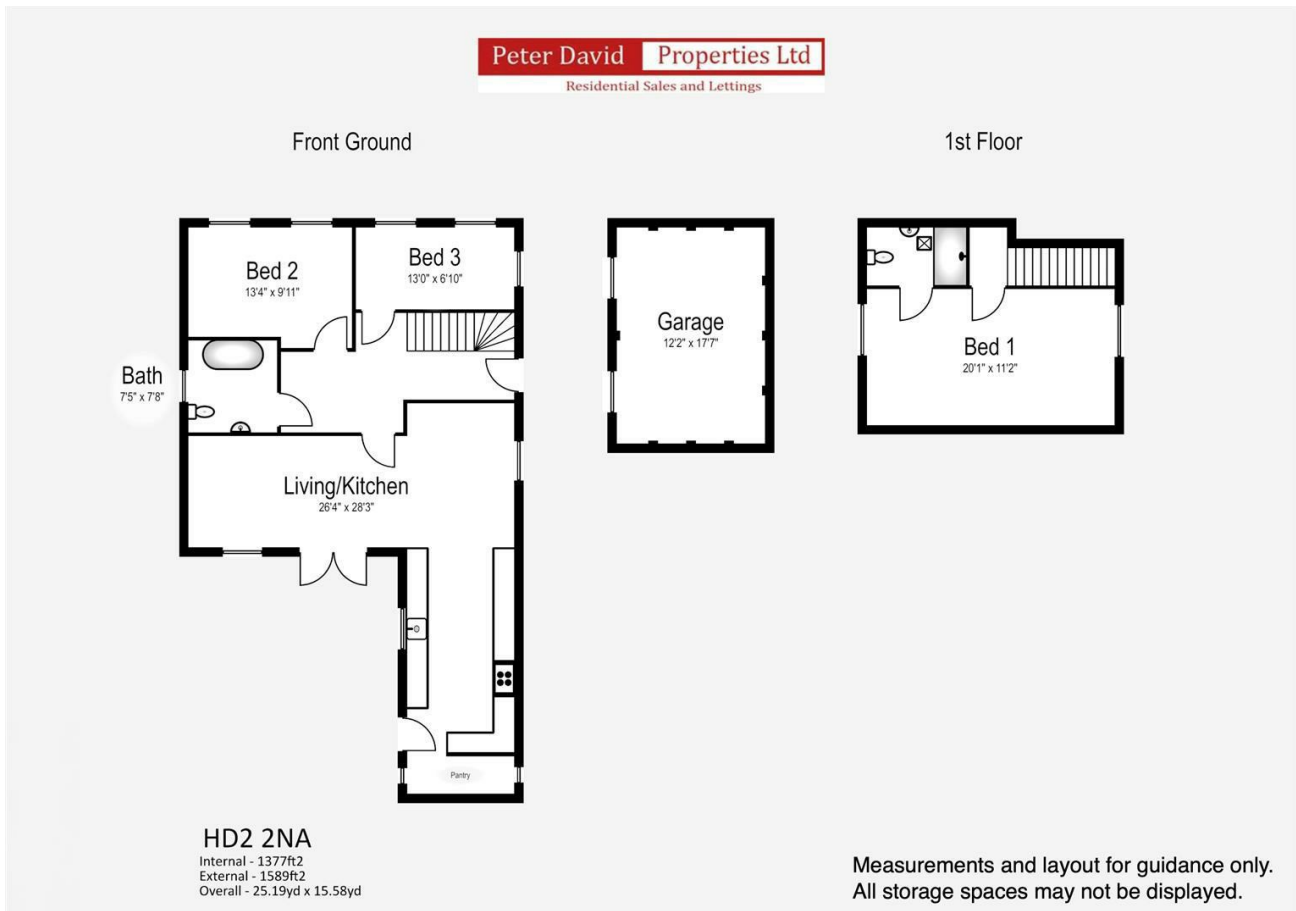 Peter David Properties Ltd
Residential Sales and Lettings
Front Ground
1st Floor
Bed 2
13'4" x 9'11"
Bed 3
13'0" x 6'10"
Garage
12'2" x 17'7"
Bed 1
20'1" x 11'2"
Bath
7'5" x 7'8"
Living/Kitchen
26'4" x 28'3"
Pantry
HD2 2NA
Internal - 1377ft2
External - 1589ft2
Overall - 25.19yd x 15.58yd
Measurements and layout for guidance only.
All storage spaces may not be displayed.